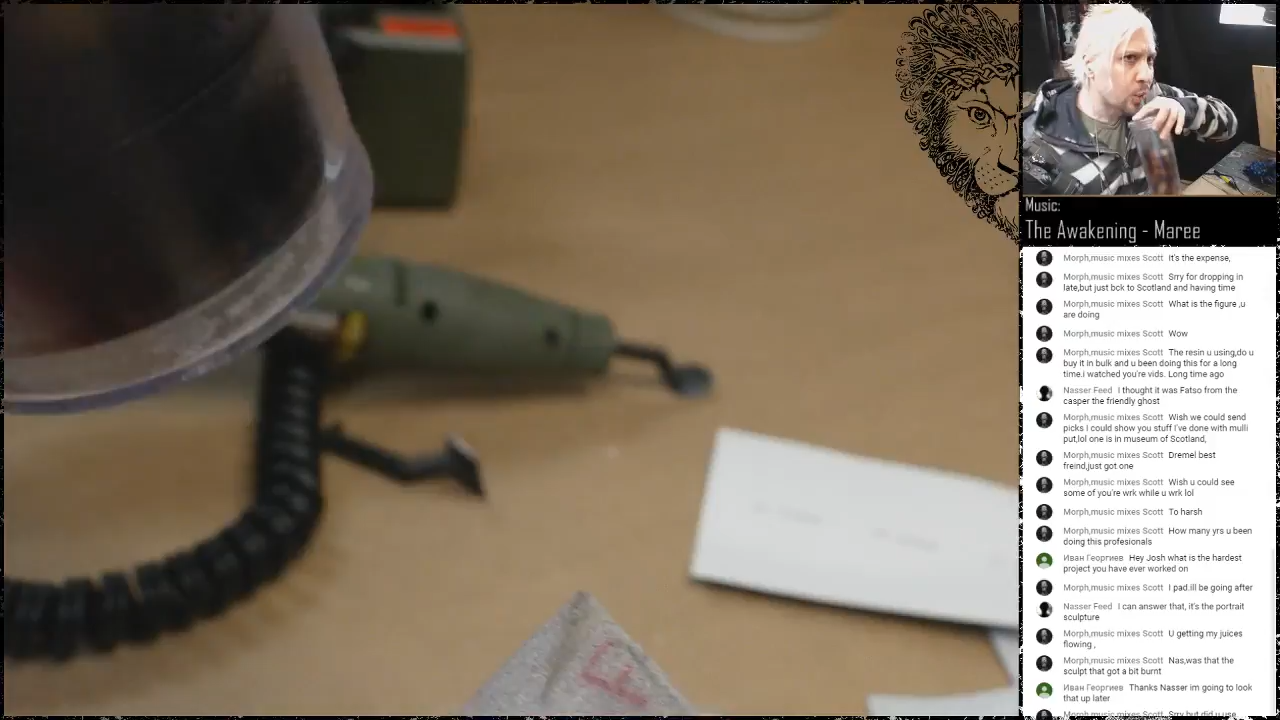 Music:
The Awakening - Maree
Morph,music mixes Scott It's the expense,
Morph,music mixes Scott Srry for dropping in
late,but just bck to Scotland and having time
Morph,music mixes Scott What is the figure ,u
are doing
Morph,music mixes Scott Wow
Morph,music mixes Scott The resin u using,do u
buy it in bulk and u been doing this for a long
time.i watched you're vids. Long time ago
Nasser Feed I thought it was Fatso from the
casper the friendly ghost
Morph,music mixes Scott Wish we could send
picks I could show you stuff I've done with mulli
put,lol one is in museum of Scotland,
Morph,music mixes Scott Dremel best
freind,just got one
Morph,music mixes Scott Wish u could see
some of you're wrk while u wrk lol
Morph,music mixes Scott To harsh
Morph,music mixes Scott How many yrs u been
doing this profesionals
Иван Георгиев Hey Josh what is the hardest
project you have ever worked on
Morph,music mixes Scott I pad.ill be going after
Nasser Feed I can answer that, it's the portrait
sculpture
Morph,music mixes Scott U getting my juices
flowing ,
Morph,music mixes Scott Nas,was that the
sculpt that got a bit burnt
Иван Георгиев Thanks Nasser im going to look
that up later
Morph,music mixes Scott Srry but did u use